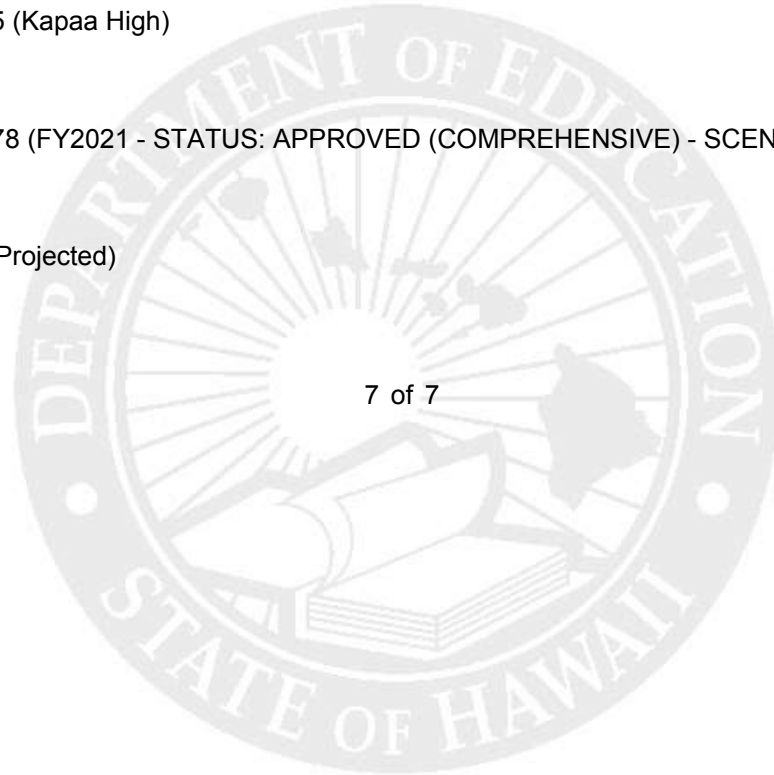 5 (Kapaa High)
78 (FY2021 - STATUS: APPROVED (COMPREHENSIVE) - SCEN
Projected)
7 of 7
DEPARTMENT OF EDUCATION
STATE OF HAWAII